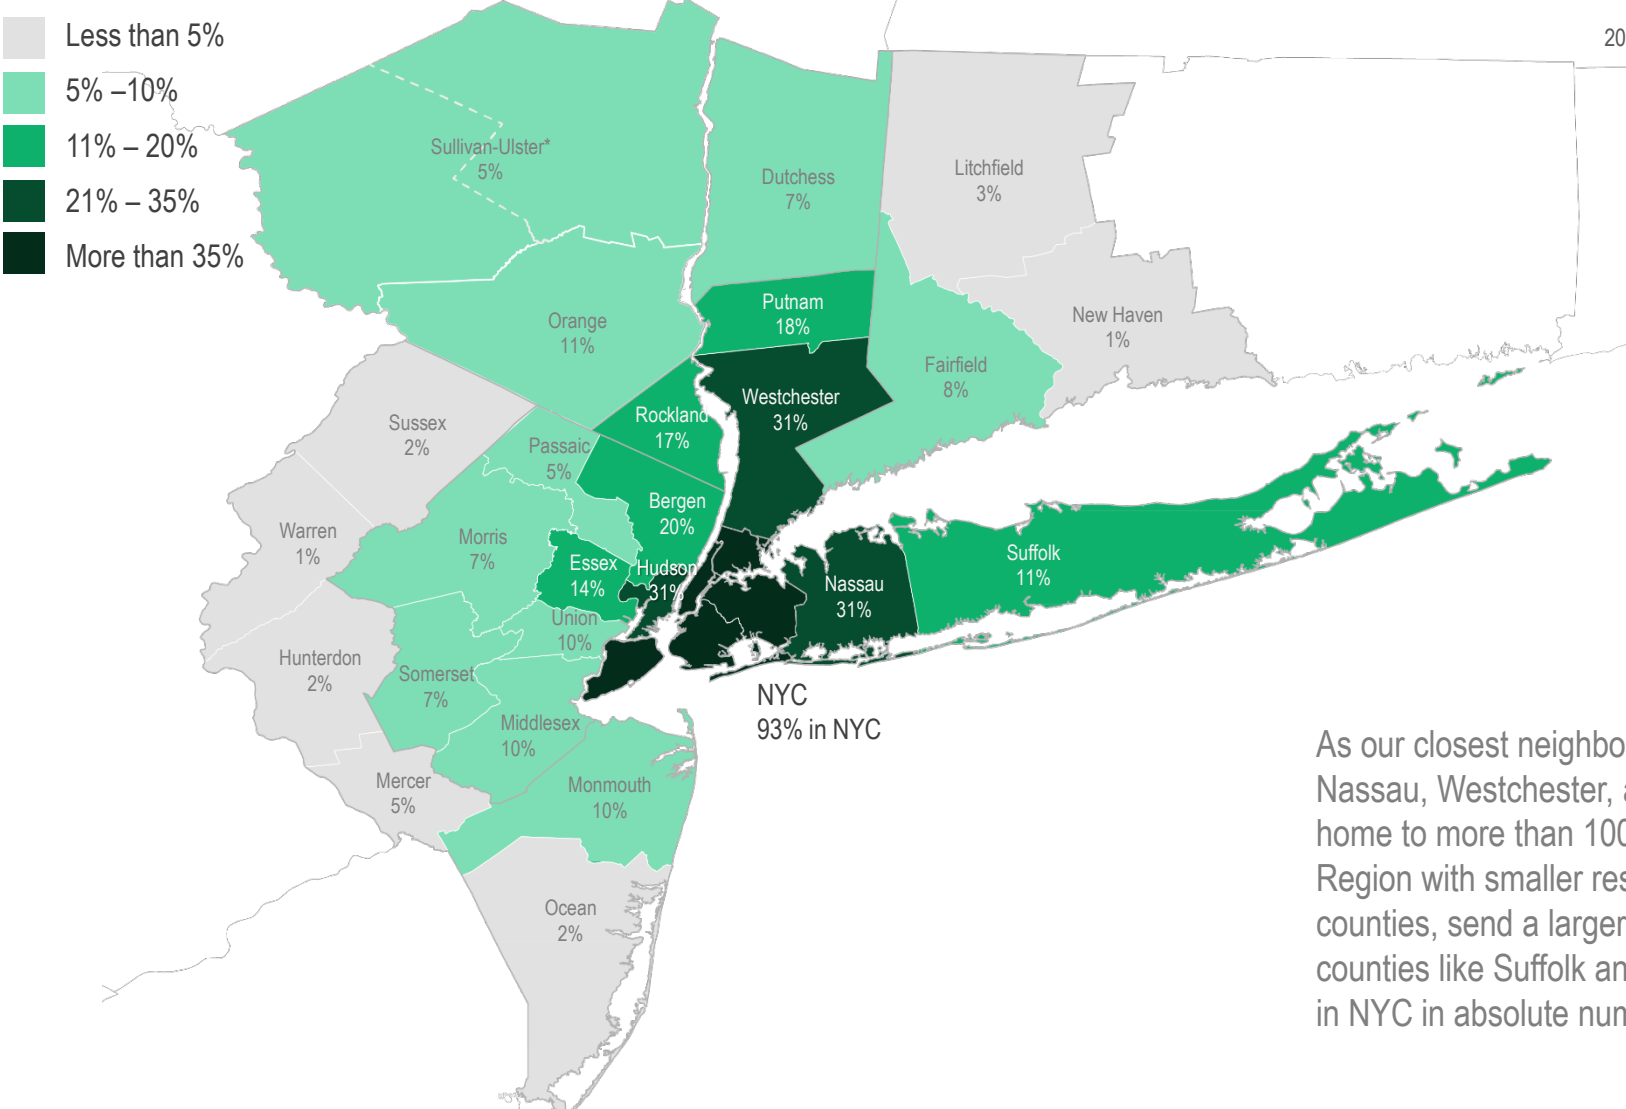 Less than 5%
5% –10%
11% – 20%
21% – 35%
More than 35%
20
Sullivan-Ulster*
5%
Dutchess
7%
Litchfield
3%
Putnam
18%
Orange
11%
New Haven
1%
Fairfield
8%
Westchester
31%
Rockland
17%
Sussex
2%
Passaic
5%
Bergen
20%
Warren
1%
Morris
7%
Essex
14%
Hudson
31%
Nassau
31%
Suffolk
11%
Union
10%
Hunterdon
2%
Somerset
7%
NYC
93% in NYC
Middlesex
10%
Mercer
5%
Monmouth
10%
Ocean
2%
As our closest neighbo
Nassau, Westchester, a
home to more than 100
Region with smaller res
counties, send a larger
counties like Suffolk an
in NYC in absolute num